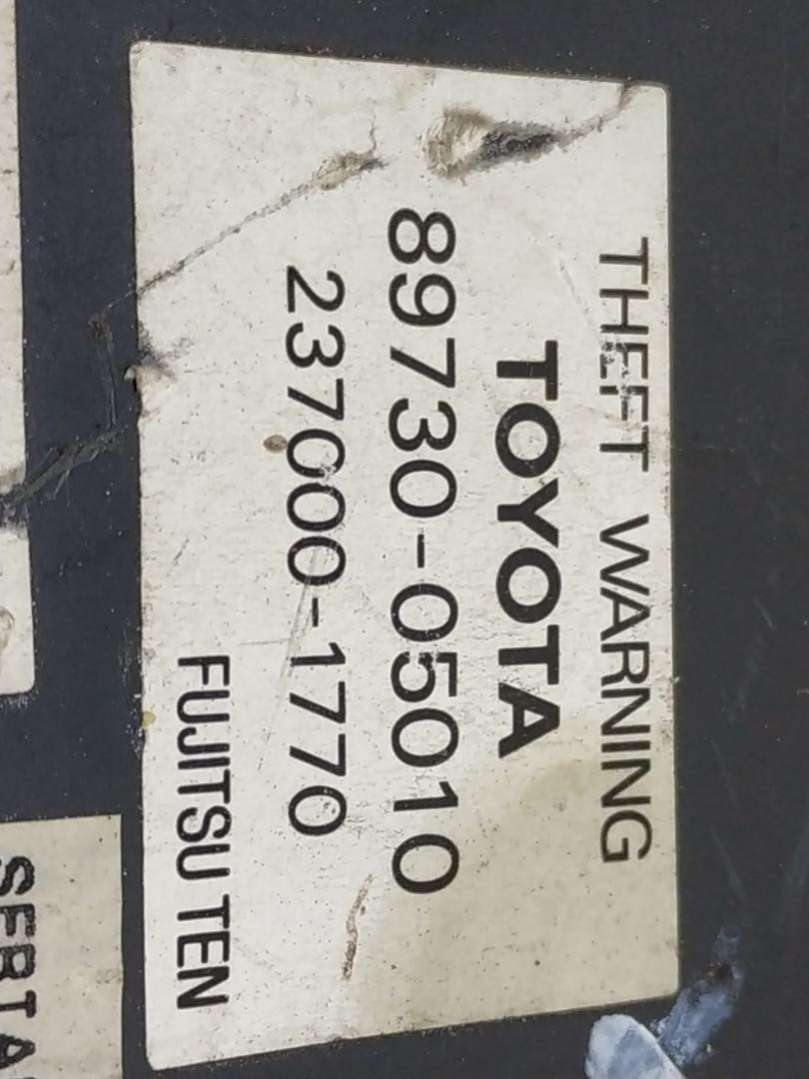 THEFT WARNING
TOYOTA
89730-05010
237000-1770
FUJITSU TEN